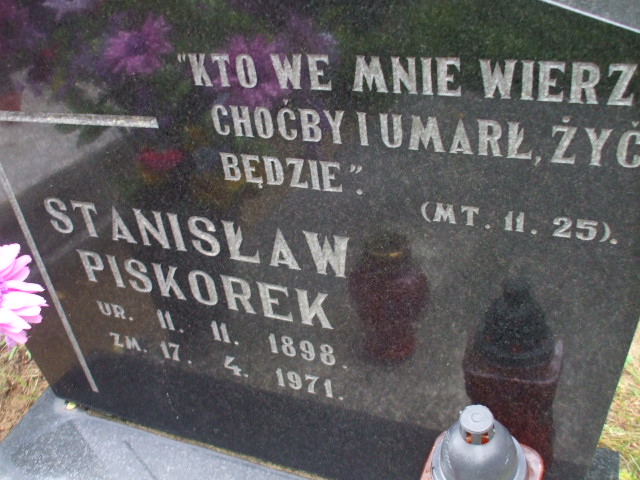 "KTO WE MNIE WIERZ
CHOĆBY I UMARŁ, ŻYĆ
BĘDZIE".
(MT. 11. 25).
STANISŁAW
PISKOREK
UR. 11. 11. 1898.
ZM. 17. 4. 1971.